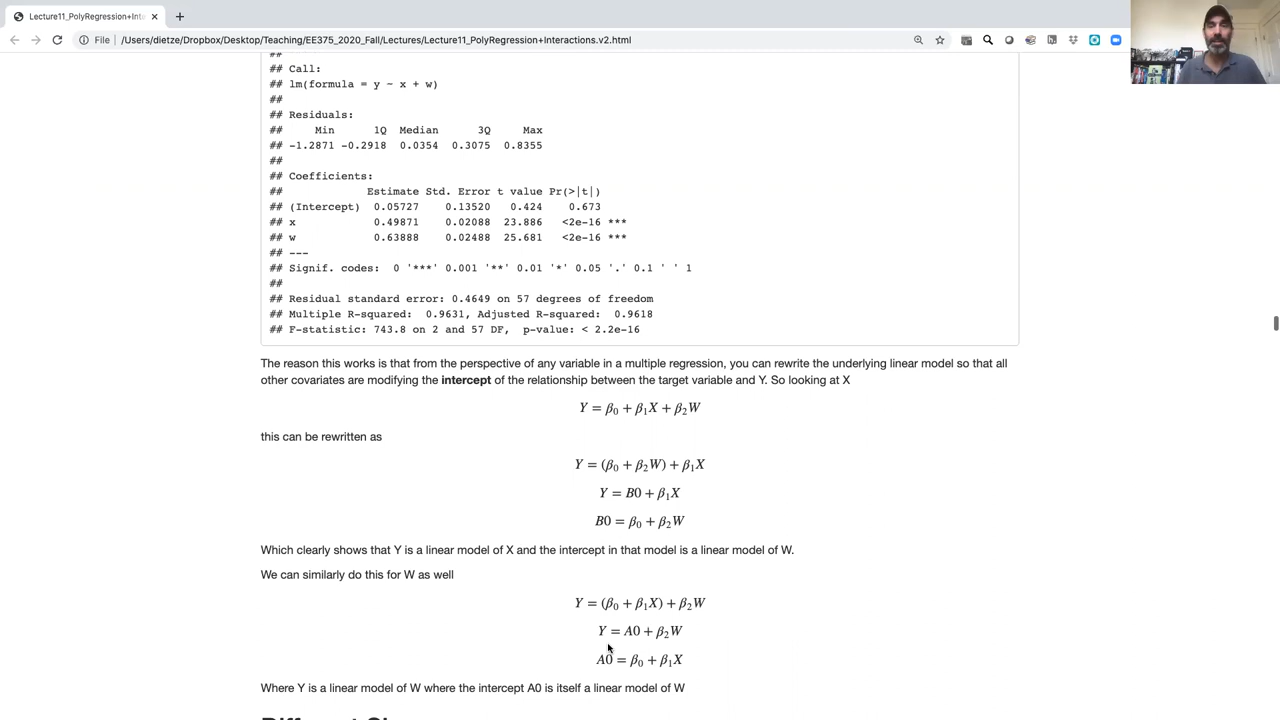 Lecture11_PolyRegression+Inte
File | /Users/dietze/Dropbox/Desktop/Teaching/EE375_2020_Fall/Lectures/Lecture11_PolyRegression+Interactions.v2.html
##
## Call:
## lm(formula = y ~ x + w)
##
## Residuals:
##     Min      1Q  Median      3Q     Max
## -1.2871 -0.2918  0.0354  0.3075  0.8355
##
## Coefficients:
##             Estimate Std. Error t value Pr(>|t|)
## (Intercept)  0.05727    0.13520   0.424    0.673
## x            0.49871    0.02088  23.886   <2e-16 ***
## w            0.63888    0.02488  25.681   <2e-16 ***
## ---
## Signif. codes:  0 '***' 0.001 '**' 0.01 '*' 0.05 '.' 0.1 ' ' 1
##
## Residual standard error: 0.4649 on 57 degrees of freedom
## Multiple R-squared:  0.9631, Adjusted R-squared:  0.9618
## F-statistic: 743.8 on 2 and 57 DF,  p-value: < 2.2e-16
The reason this works is that from the perspective of any variable in a multiple regression, you can rewrite the underlying linear model so that all
other covariates are modifying the intercept of the relationship between the target variable and Y. So looking at X
Y = β₀ + β₁X + β₂W
this can be rewritten as
Y = (β₀ + β₂W) + β₁X
Y = B0 + β₁X
B0 = β₀ + β₂W
Which clearly shows that Y is a linear model of X and the intercept in that model is a linear model of W.
We can similarly do this for W as well
Y = (β₀ + β₁X) + β₂W
Y = A0 + β₂W
A0 = β₀ + β₁X
Where Y is a linear model of W where the intercept A0 is itself a linear model of W